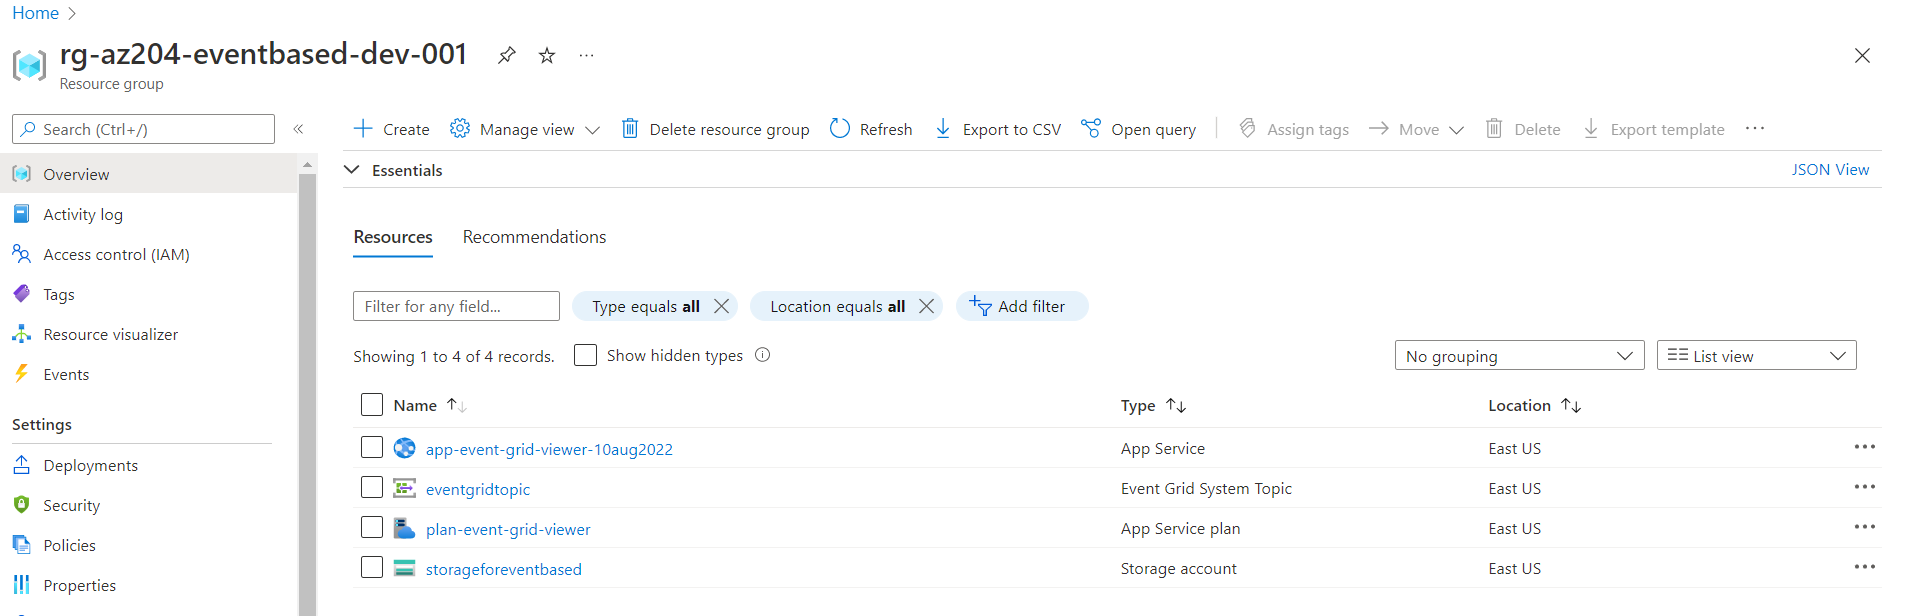 Home
rg-az204-eventbased-dev-001
Resource group
Search (Ctrl+/)
Create Manage view Delete resource group Refresh Export to CSV Open query Assign tags Move Delete Export template
Overview
Activity log
Access control (IAM)
Tags
Resource visualizer
Events
Settings
Deployments
Security
Policies
Properties
Essentials JSON View
Resources Recommendations
Filter for any field... Type equals all Location equals all Add filter
Showing 1 to 4 of 4 records. Show hidden types No grouping List view
Name Type Location
app-event-grid-viewer-10aug2022 App Service East US
eventgridtopic Event Grid System Topic East US
plan-event-grid-viewer App Service plan East US
storageforeventbased Storage account East US